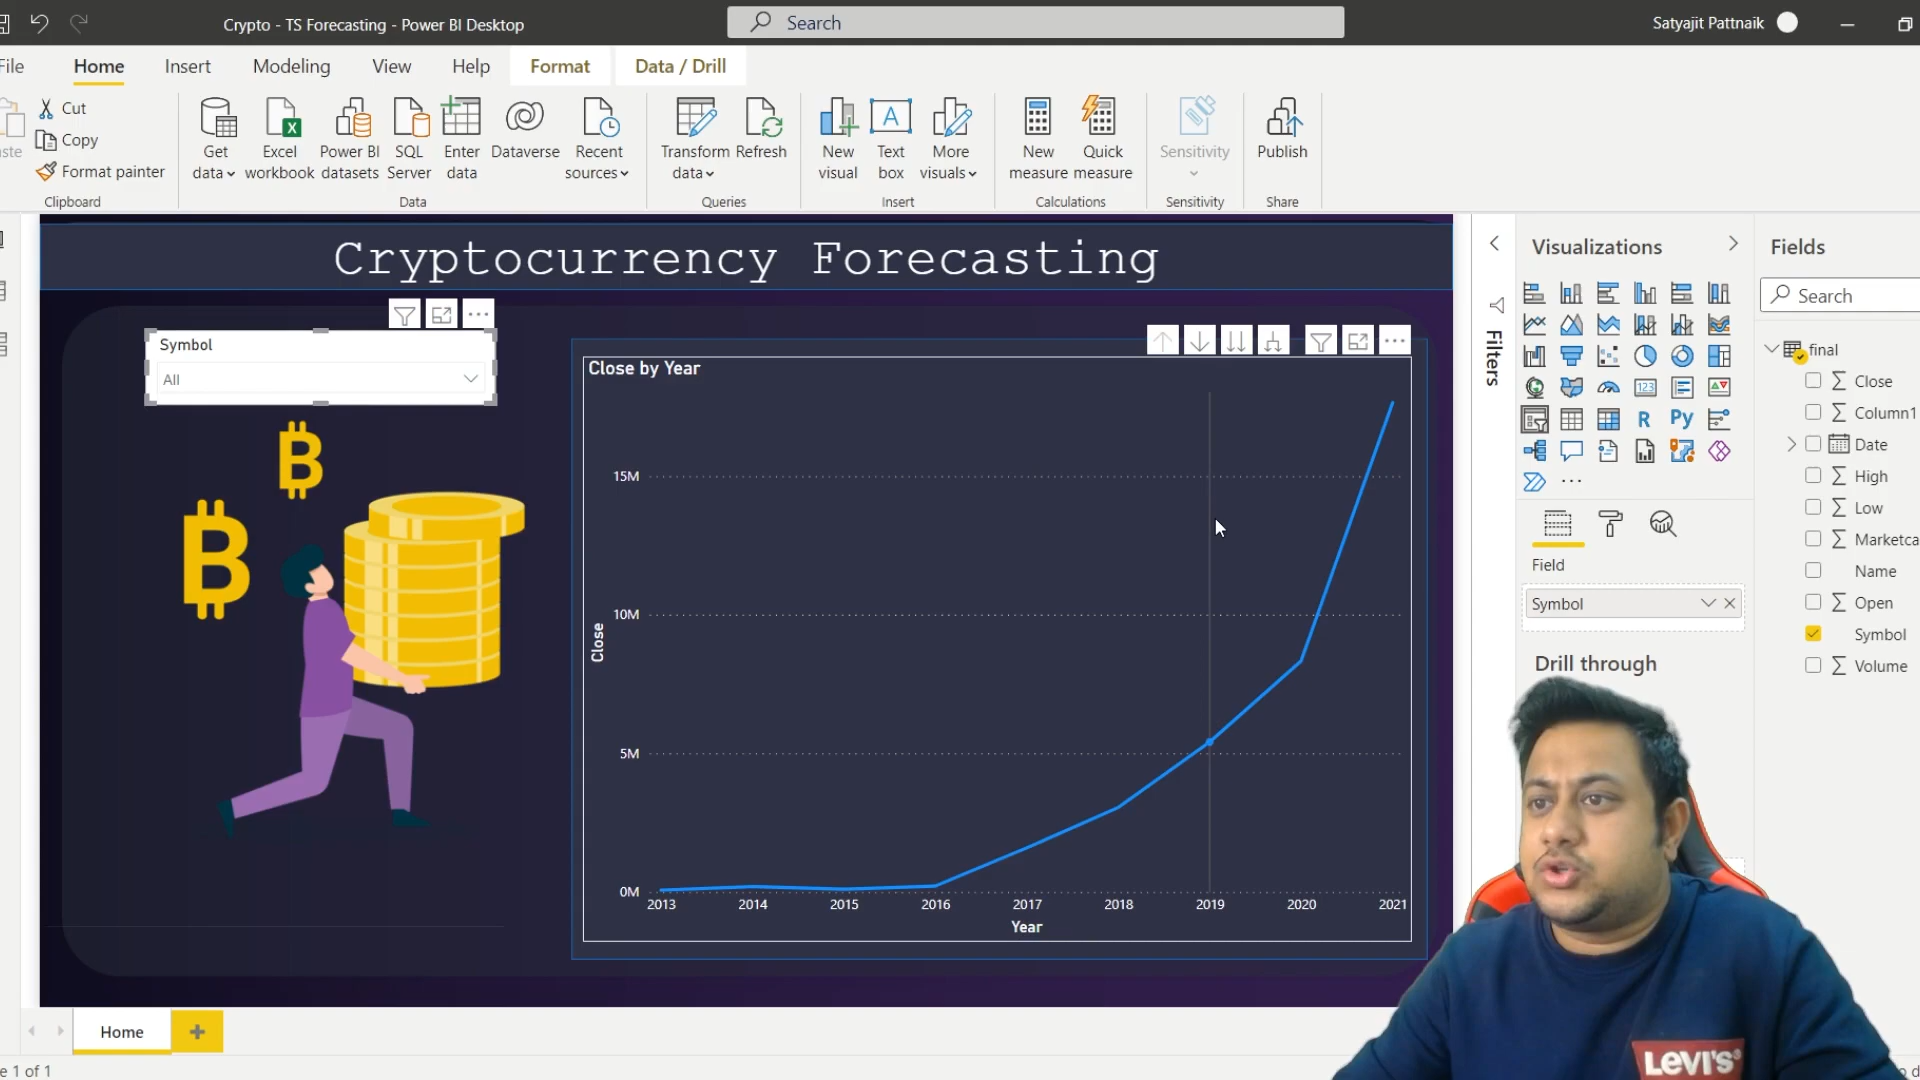 Crypto - TS Forecasting - Power BI Desktop
Search
Satyajit Pattnaik
File
Home
Insert
Modeling
View
Help
Format
Data / Drill
Cut
Copy
Format painter
Clipboard
Get data
Excel workbook
Power BI datasets
SQL Server
Enter data
Dataverse
Recent sources
Data
Transform data
Refresh
Queries
New visual
Text box
More visuals
Insert
New measure
Quick measure
Calculations
Sensitivity
Sensitivity
Publish
Share
Cryptocurrency Forecasting
Symbol
All
Close by Year
15M
10M
5M
0M
Close
2013 2014 2015 2016 2017 2018 2019 2020 2021
Year
Filters
Visualizations
123
R
Py
Field
Symbol
Drill through
Fields
Search
final
Close
Column1
Date
High
Low
Marketca
Name
Open
Symbol
Volume
Home
e 1 of 1
LEVI'S